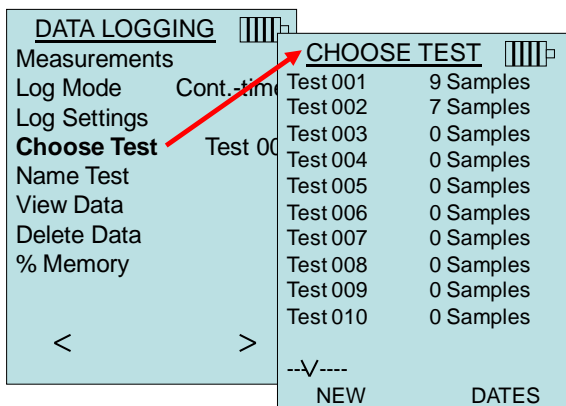 DATA LOGGING
Measurements
Log Mode Cont.-time
Log Settings
Choose Test Test 00
Name Test
View Data
Delete Data
% Memory
< >
CHOOSE TEST
Test 001 9 Samples
Test 002 7 Samples
Test 003 0 Samples
Test 004 0 Samples
Test 005 0 Samples
Test 006 0 Samples
Test 007 0 Samples
Test 008 0 Samples
Test 009 0 Samples
Test 010 0 Samples
--\/----
NEW DATES